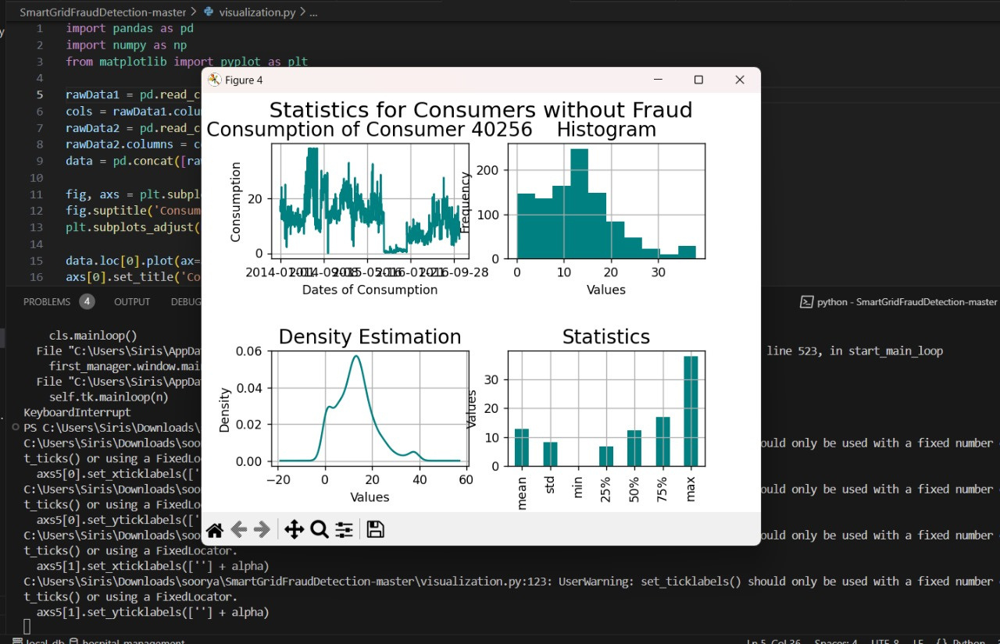 SmartGridFraudDetection-master > visualization.py > ...
1 import pandas as pd
2 import numpy as np
3 from matplotlib import pyplot as plt
4
5 rawData1 = pd.read_c
6 cols = rawData1.colu
7 rawData2 = pd.read_c
8 rawData2.columns = c
9 data = pd.concat([ra
10
11 fig, axs = plt.subpl
12 fig.suptitle('Consum
13 plt.subplots_adjust(
14
15 data.loc[0].plot(ax=
16 axs[0].set_title('Co
Figure 4
Statistics for Consumers without Fraud
Consumption of Consumer 40256
Consumption
20
0
2014-01-01 2014-09-08 2015-05-16 2016-01-21 2016-09-28
Dates of Consumption
Histogram
Frequency
200
100
0
0 10 20 30
Values
Density Estimation
Density
0.06
0.04
0.02
0.00
−20 0 20 40 60
Values
Statistics
Values
30
20
10
0
mean std min 25% 50% 75% max
PROBLEMS 4 OUTPUT DEBUG
python - SmartGridFraudDetection-master
cls.mainloop()
File "C:\Users\Siris\AppDa
line 523, in start_main_loop
first_manager.window.mai
File "C:\Users\Siris\AppDa
self.tk.mainloop(n)
KeyboardInterrupt
PS C:\Users\Siris\Downloads\
C:\Users\Siris\Downloads\soo
ould only be used with a fixed number
t_ticks() or using a FixedLo
axs5[0].set_xticklabels(['
C:\Users\Siris\Downloads\soo
ould only be used with a fixed number
t_ticks() or using a FixedLo
axs5[0].set_yticklabels(['
C:\Users\Siris\Downloads\soo
ould only be used with a fixed number
t_ticks() or using a FixedLocator.
axs5[1].set_xticklabels([''] + alpha)
C:\Users\Siris\Downloads\soorya\SmartGridFraudDetection-master\visualization.py:123: UserWarning: set_ticklabels() should only be used with a fixed number
t_ticks() or using a FixedLocator.
axs5[1].set_yticklabels([''] + alpha)
local_db hospital_management
Ln 5, Col 36 Spaces: 4 UTF-8 LF {} Python